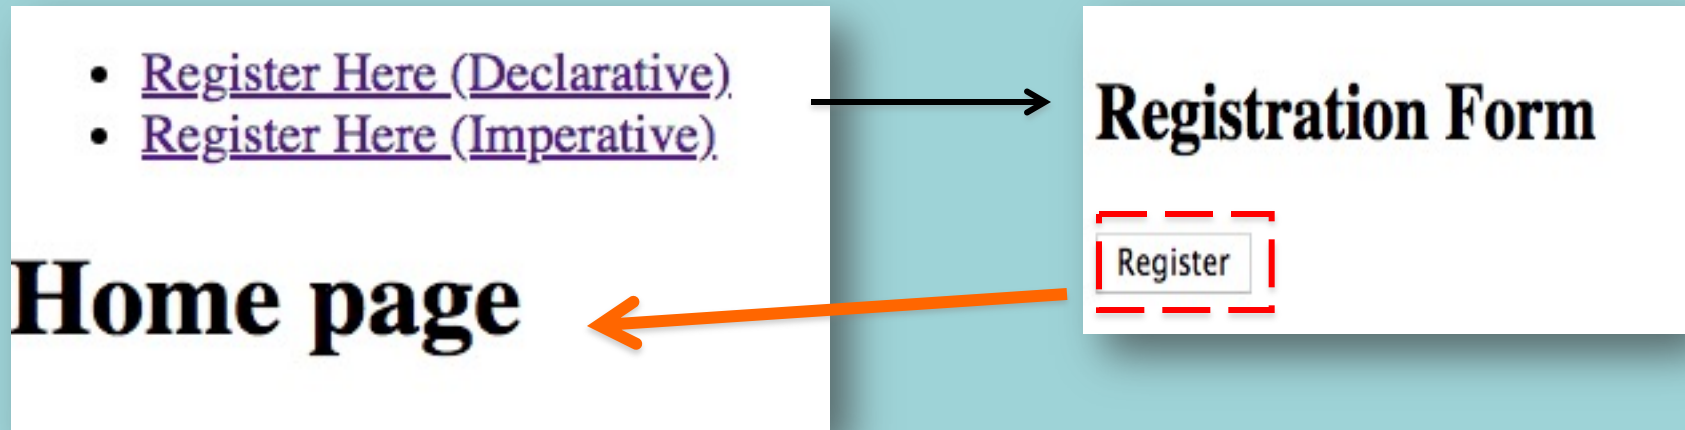 Register Here (Declarative)
Register Here (Imperative)
Home page
Registration Form
Register